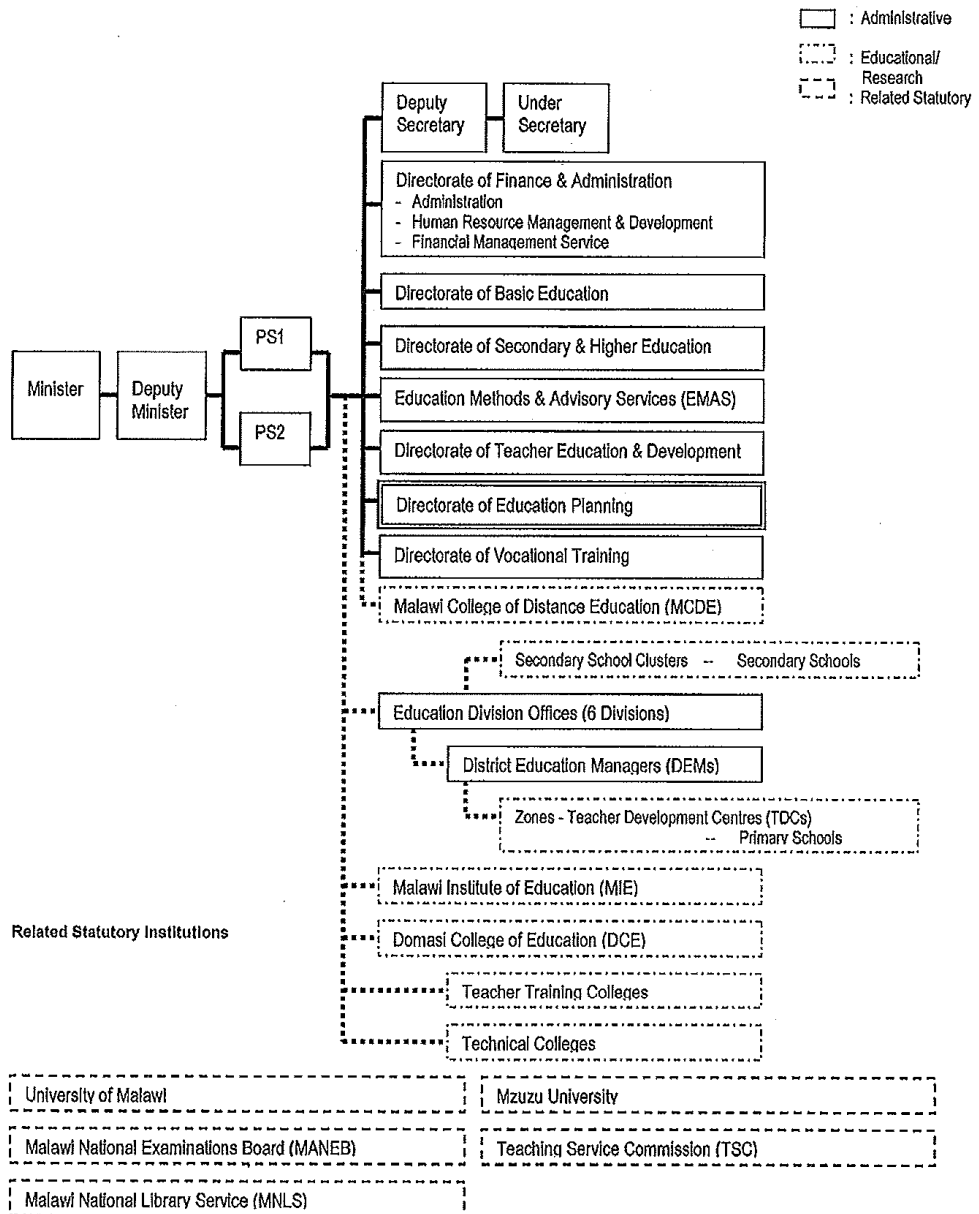 : Administrative
: Educational/
Research
: Related Statutory
Deputy
Secretary
Under
Secretary
Directorate of Finance & Administration
- Administration
- Human Resource Management & Development
- Financial Management Service
Directorate of Basic Education
PS1
Directorate of Secondary & Higher Education
Minister
Deputy
Minister
Education Methods & Advisory Services (EMAS)
PS2
Directorate of Teacher Education & Development
Directorate of Education Planning
Directorate of Vocational Training
Malawi College of Distance Education (MCDE)
Secondary School Clusters -- Secondary Schools
Education Division Offices (6 Divisions)
District Education Managers (DEMs)
Zones - Teacher Development Centres (TDCs)
-- Primary Schools
Malawi Institute of Education (MIE)
Related Statutory Institutions
Domasi College of Education (DCE)
Teacher Training Colleges
Technical Colleges
University of Malawi
Mzuzu University
Malawi National Examinations Board (MANEB)
Teaching Service Commission (TSC)
Malawi National Library Service (MNLS)